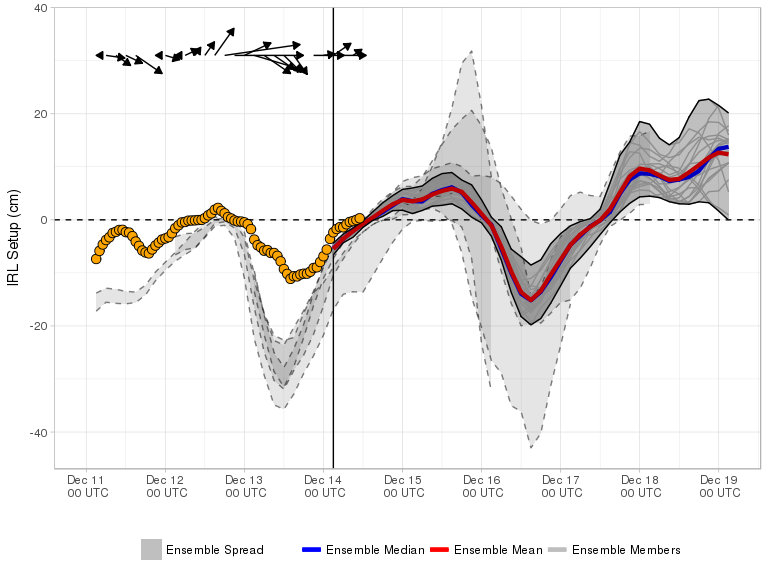 40
20
0
-20
-40
IRL Setup (cm)
Dec 11 Dec 12 Dec 13 Dec 14 Dec 15 Dec 16 Dec 17 Dec 18 Dec 19
00 UTC 00 UTC 00 UTC 00 UTC 00 UTC 00 UTC 00 UTC 00 UTC 00 UTC
Ensemble Spread Ensemble Median Ensemble Mean Ensemble Members